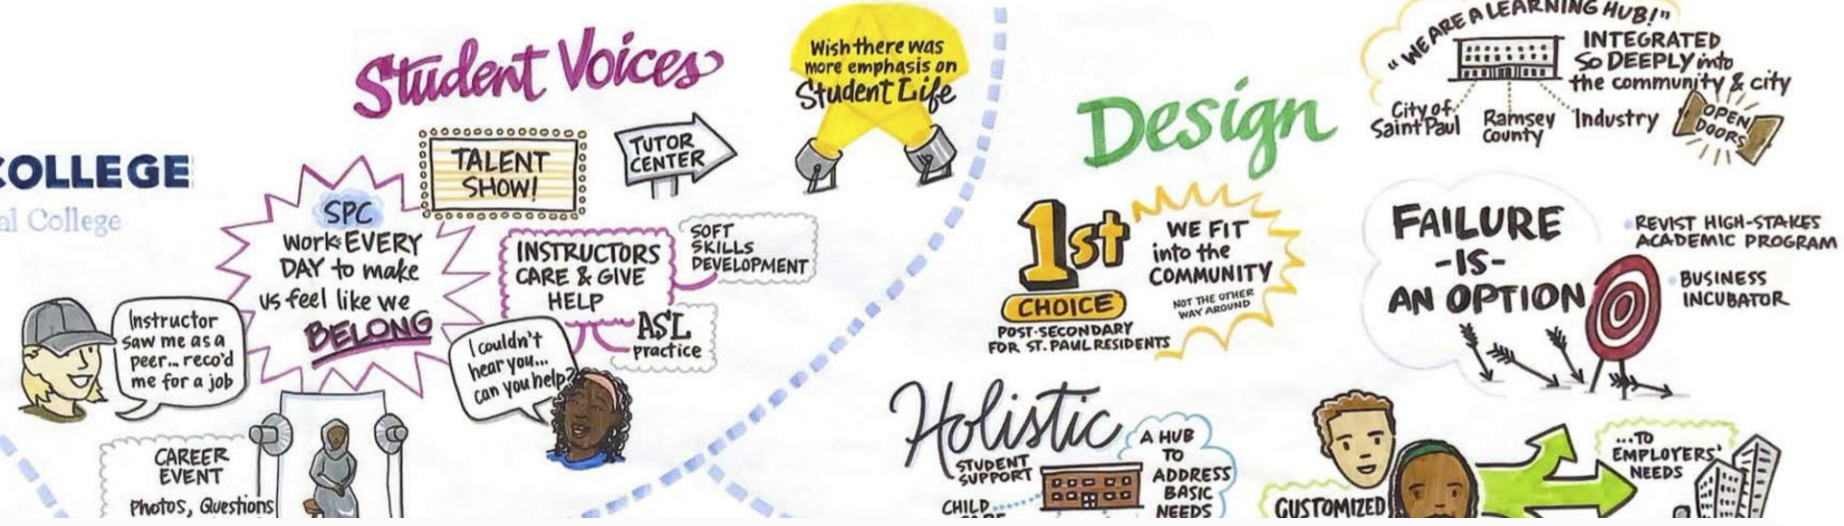 COLLEGE
al College
Student Voices
TALENT
SHOW!
TUTOR
CENTER
Wish there was
more emphasis on
Student Life
SPC
Works EVERY
DAY to make
us feel like we
BELONG
INSTRUCTORS
CARE & GIVE
HELP
SOFT
SKILLS
DEVELOPMENT
ASL
practice
Instructor
saw me as a
peer... reco'd
me for a job
I couldn't
hear you...
can you help?
CAREER
EVENT
Photos, Questions
Design
"WE ARE A LEARNING HUB!"
INTEGRATED
SO DEEPLY into
the community & city
City of
Saint Paul
Ramsey
County
Industry
OPEN
DOORS
1st
CHOICE
POST-SECONDARY
FOR ST. PAUL RESIDENTS
WE FIT
into the
COMMUNITY
NOT THE OTHER
WAY AROUND
FAILURE
-IS-
AN OPTION
REVIST HIGH-STAKES
ACADEMIC PROGRAM
BUSINESS
INCUBATOR
Holistic
STUDENT
SUPPORT
CHILD
A HUB
TO
ADDRESS
BASIC
NEEDS
CUSTOMIZED
...TO
EMPLOYERS'
NEEDS